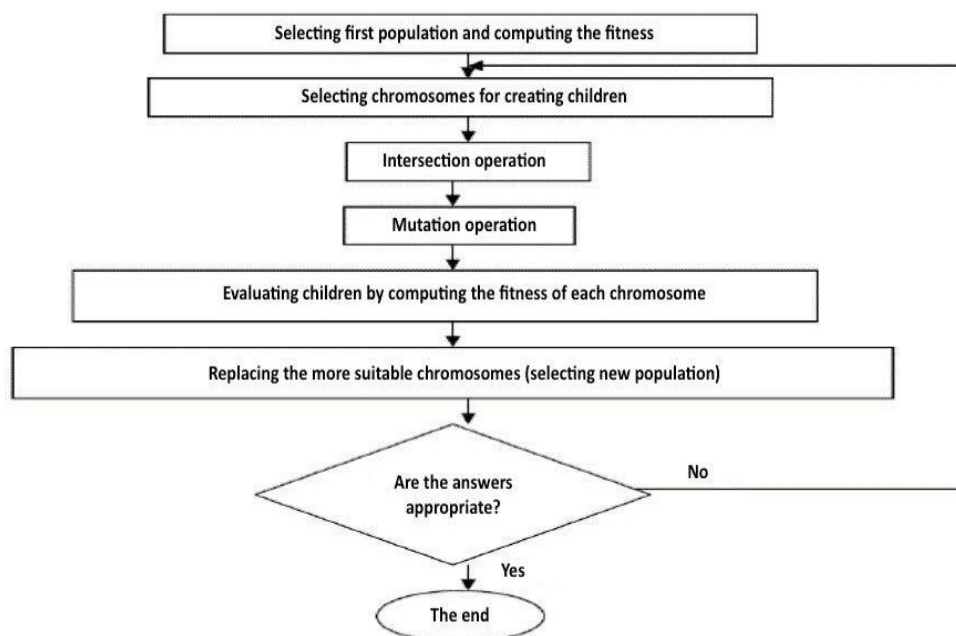 Selecting first population and computing the fitness
Selecting chromosomes for creating children
Intersection operation
Mutation operation
Evaluating children by computing the fitness of each chromosome
Replacing the more suitable chromosomes (selecting new population)
Are the answers
appropriate?
No
Yes
The end